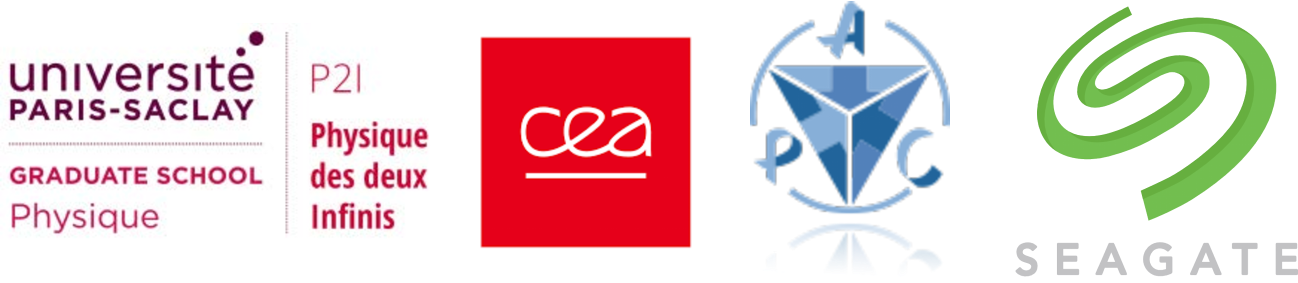 université
PARIS-SACLAY
GRADUATE SCHOOL
Physique
P2I
Physique
des deux
Infinis
cea
A
P C
SEAGATE